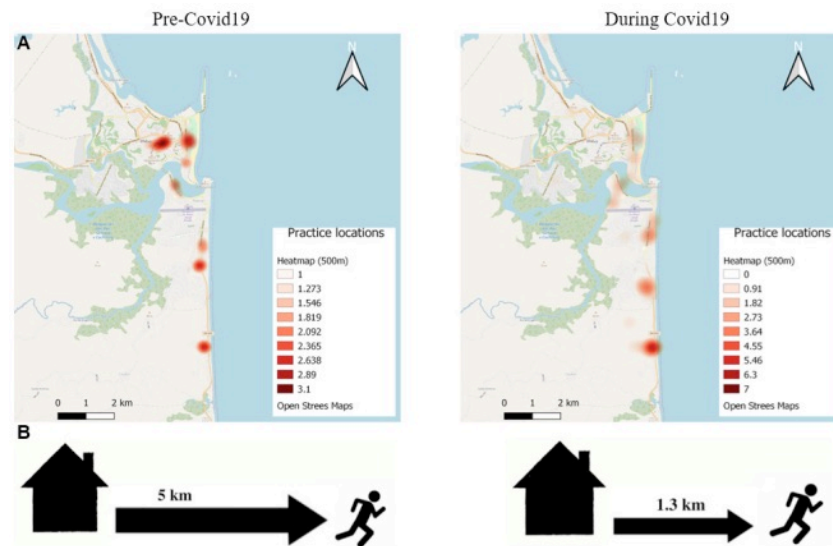 Pre-Covid19
During Covid19
A
N
N
Practice locations
Heatmap (500m)
1
1.273
1.546
1.819
2.092
2.365
2.638
2.89
3.1
Open Strees Maps
0 1 2 km
Practice locations
Heatmap (500m)
0
0.91
1.82
2.73
3.64
4.55
5.46
6.3
7
Open Strees Maps
0 1 2 km
B
5 km
1.3 km